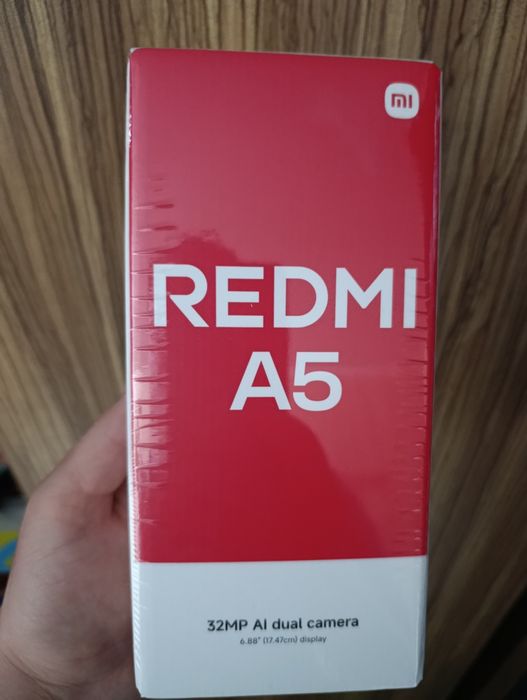 mi
REDMI
A5
32MP AI dual camera
6.88" (17.47cm) display